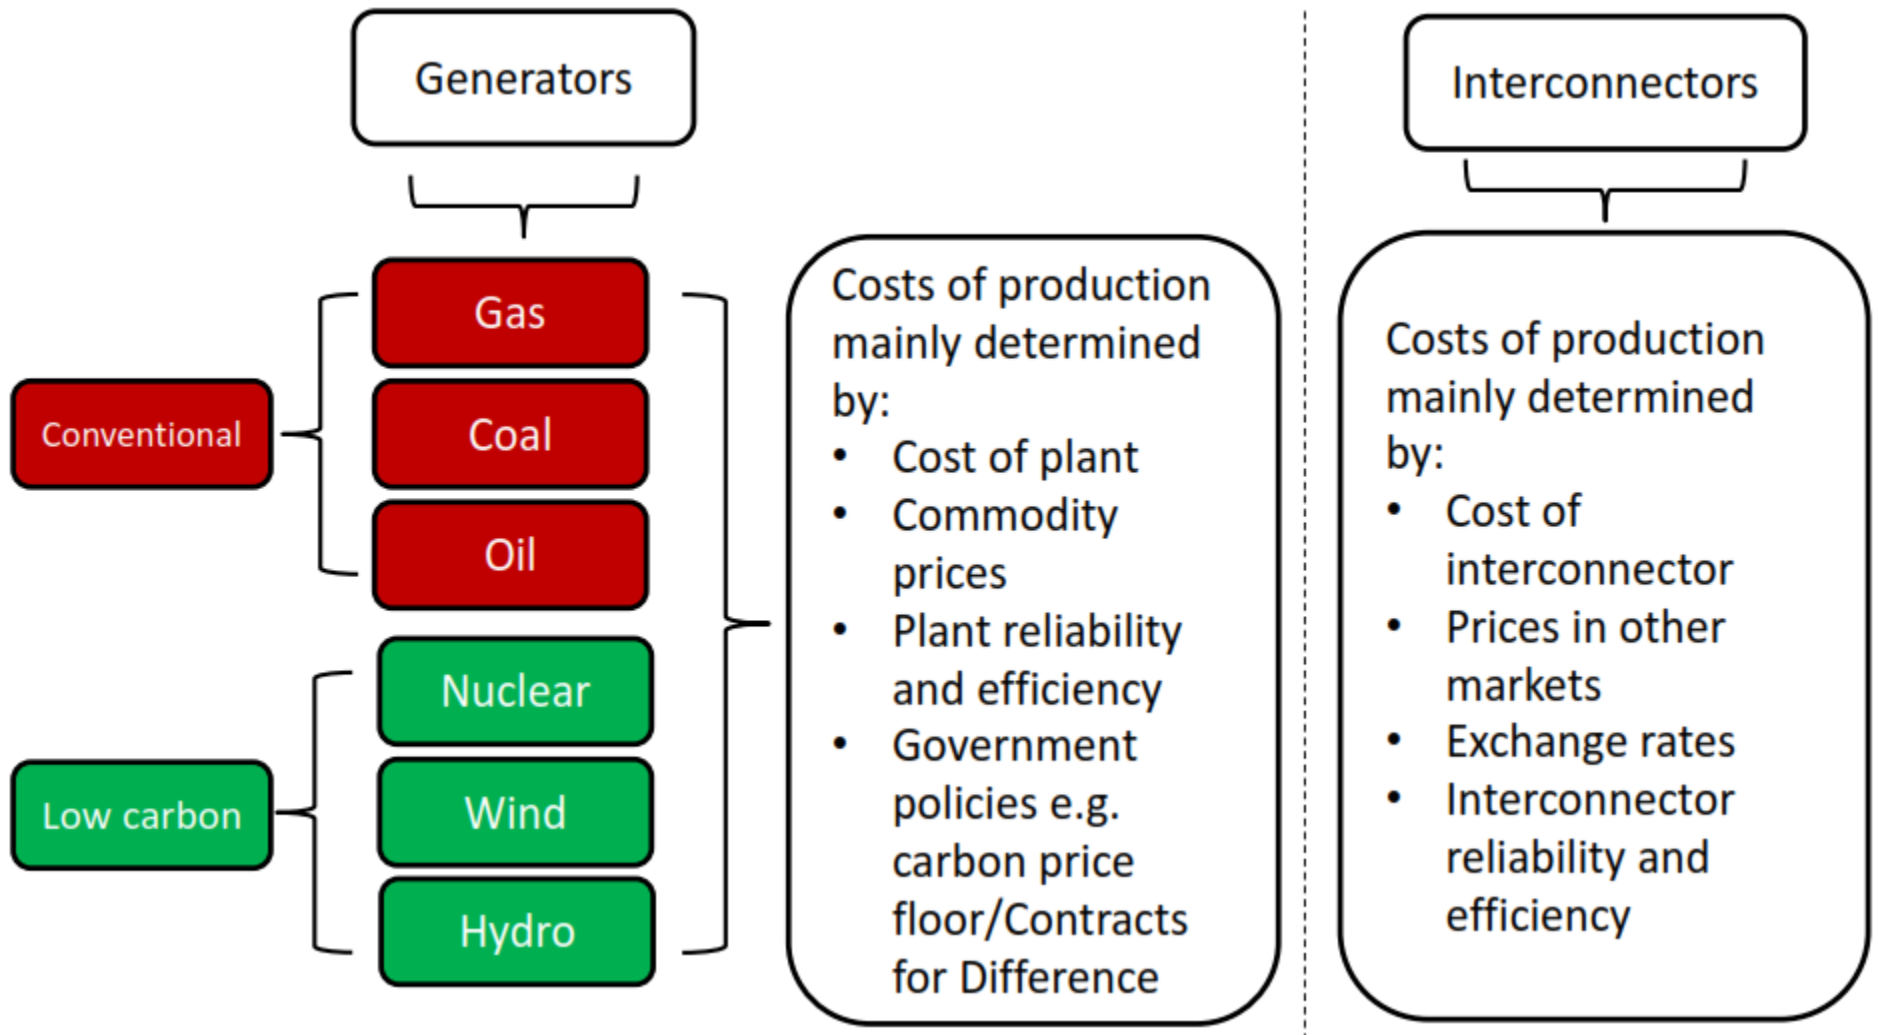 Generators
Interconnectors
Conventional
Gas
Coal
Oil
Low carbon
Nuclear
Wind
Hydro
Costs of production
mainly determined
by:
• Cost of plant
• Commodity
prices
• Plant reliability
and efficiency
• Government
policies e.g.
carbon price
floor/Contracts
for Difference
Costs of production
mainly determined
by:
• Cost of
interconnector
• Prices in other
markets
• Exchange rates
• Interconnector
reliability and
efficiency